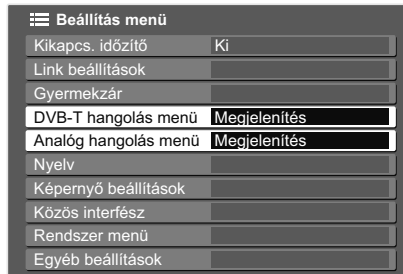 Beállítás menü
Kikapcs. időzítő Ki
Link beállítások
Gyermekzár
DVB-T hangolás menü Megjelenítés
Analóg hangolás menü Megjelenítés
Nyelv
Képernyő beállítások
Közös interfész
Rendszer menü
Egyéb beállítások